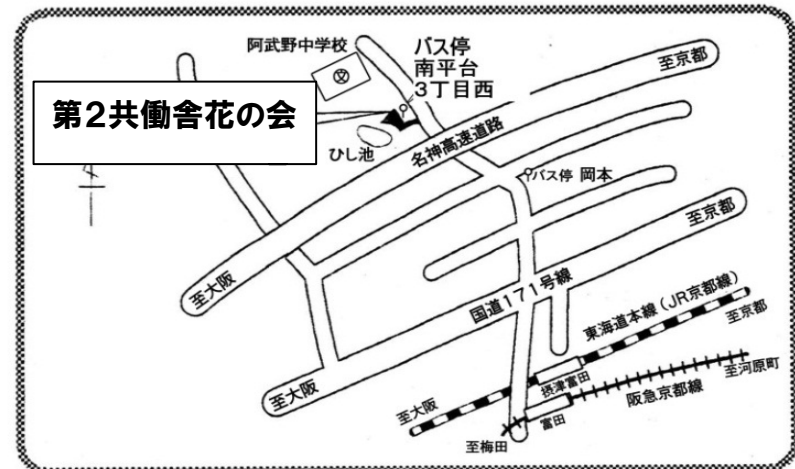 阿武野中学校
バス停
南平台
3丁目西
至京都
第2共働舎花の会
ひし池
名神高速道路
バス停 岡本
至京都
至大阪
国道171号線
東海道本線(JR京都線)
至京都
至大阪
摂津富田
至河原町
至大阪
阪急京都線
富田
至梅田